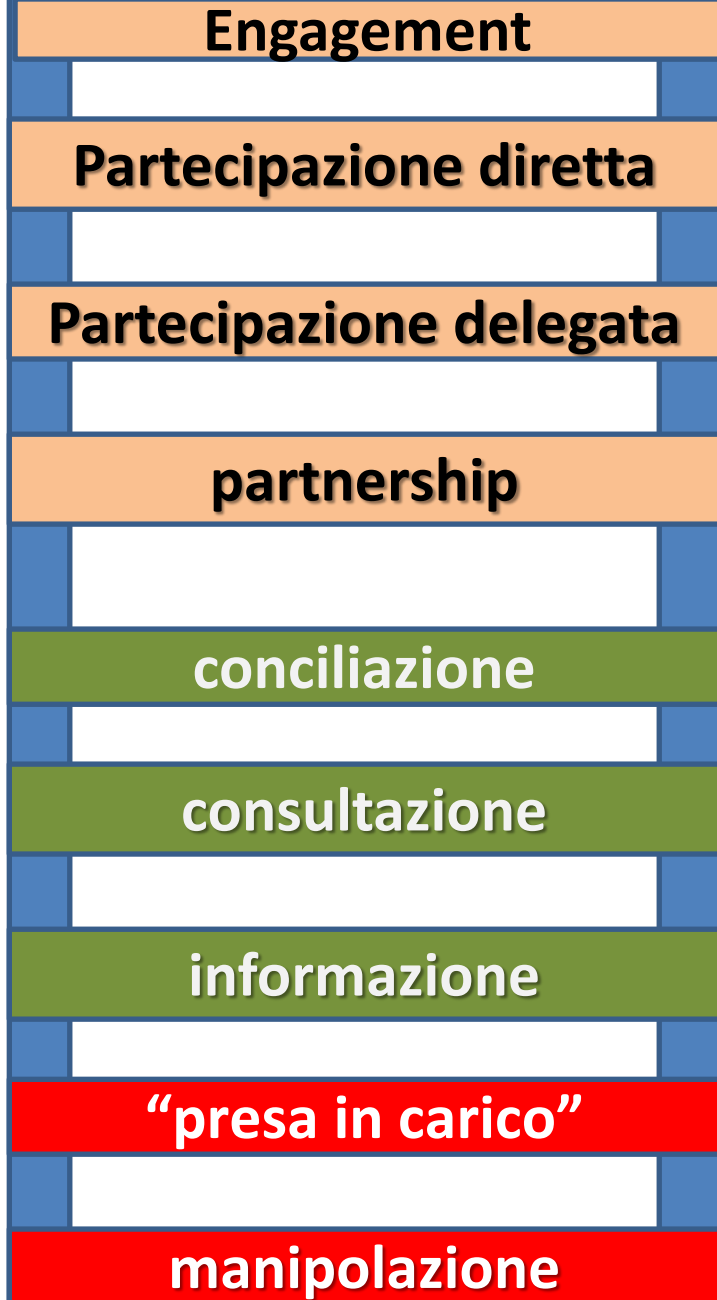 Engagement
Partecipazione diretta
Partecipazione delegata
partnership
conciliazione
consultazione
informazione
“presa in carico”
manipolazione